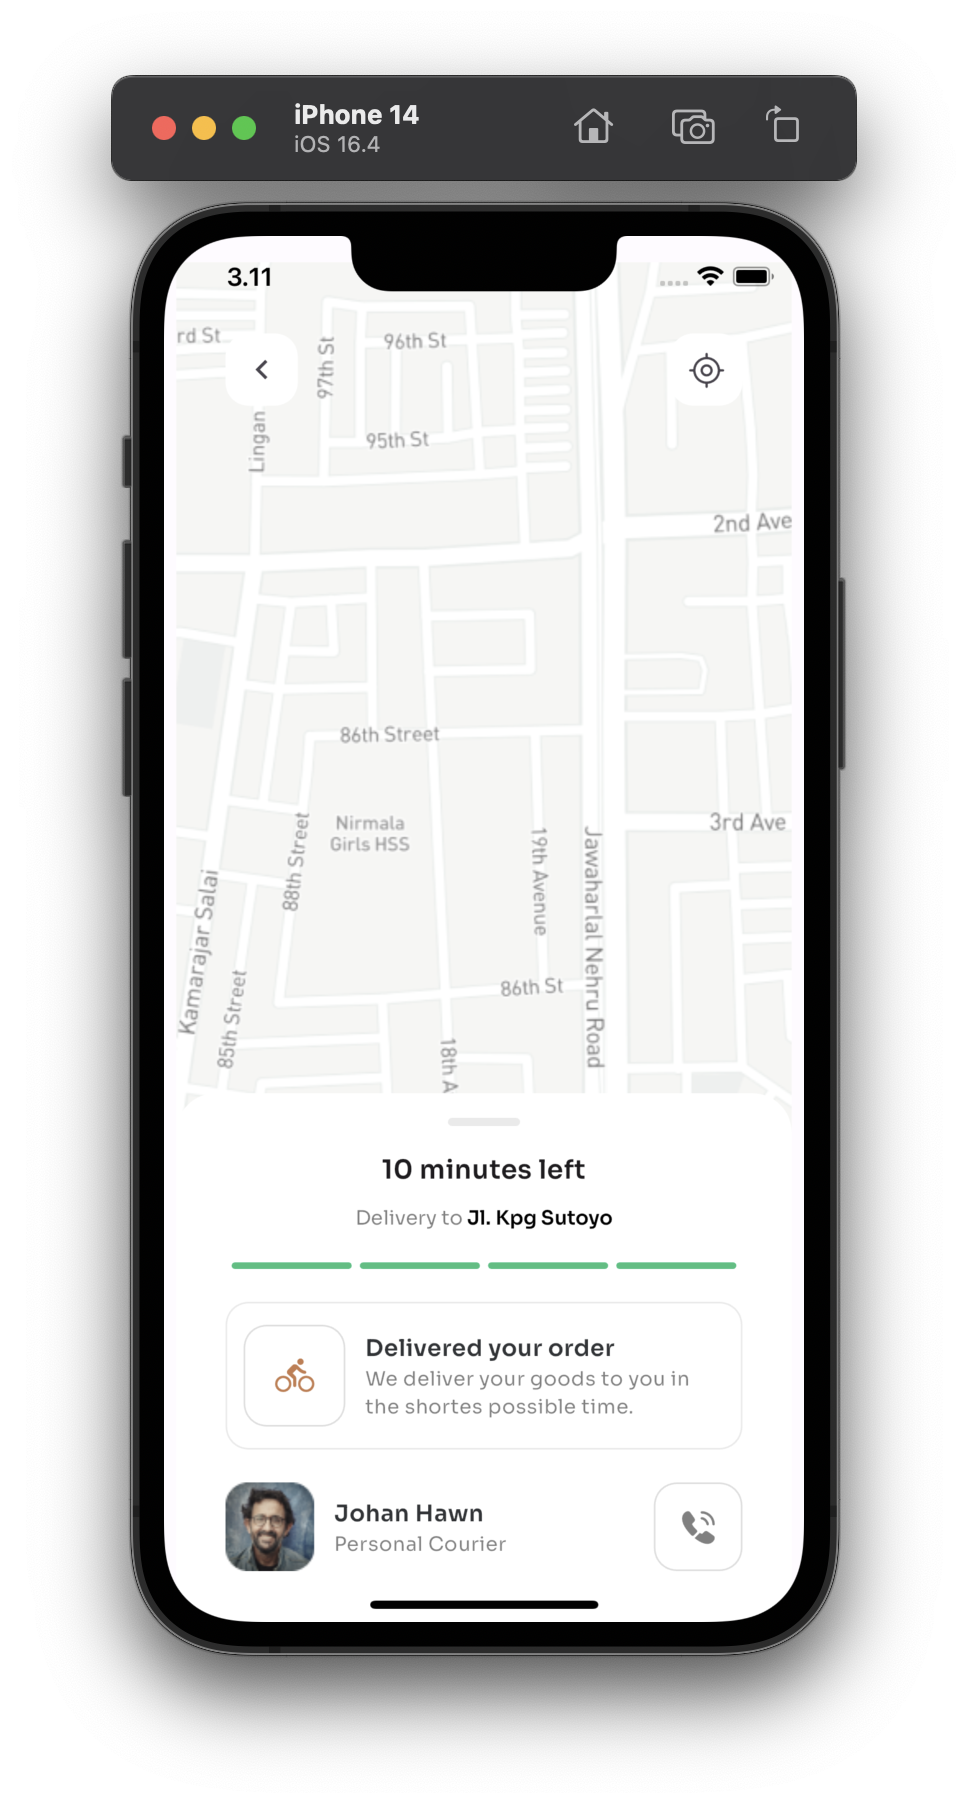 iPhone 14
iOS 16.4
3.11
rd St
97th St
96th St
Lingan
95th St
2nd Ave
86th Street
Nirmala
Girls HSS
88th Street
19th Avenue
Jawaharlal Nehru Road
3rd Ave
Kamarajar Salai
85th Street
86th St
18th A
10 minutes left
Delivery to Jl. Kpg Sutoyo
Delivered your order
We deliver your goods to you in
the shortes possible time.
Johan Hawn
Personal Courier